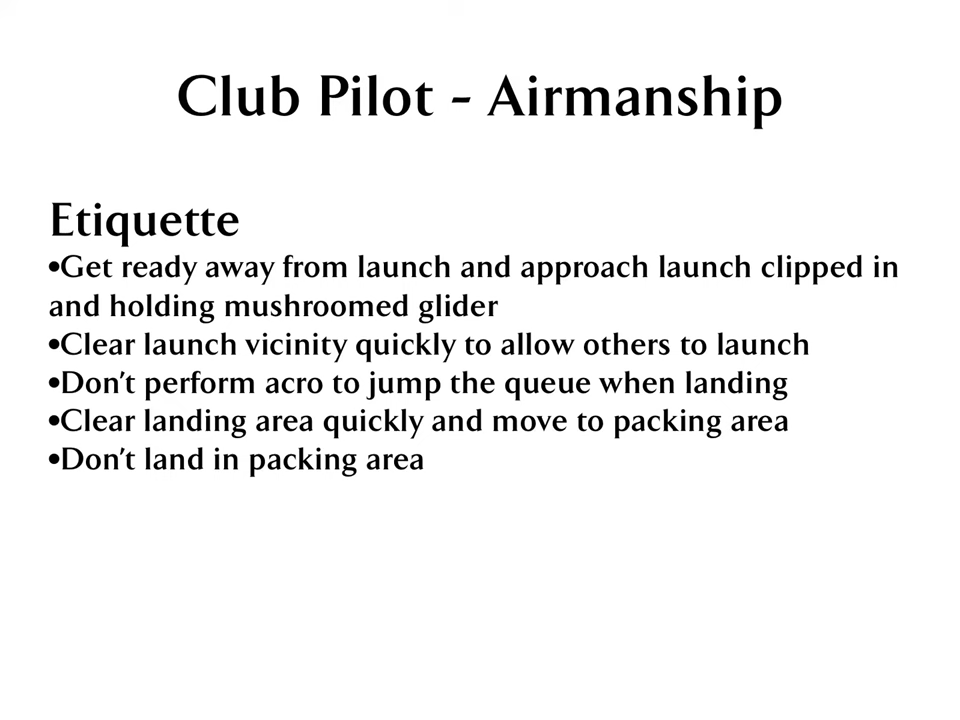 Club Pilot - Airmanship
Etiquette
•Get ready away from launch and approach launch clipped in
and holding mushroomed glider
•Clear launch vicinity quickly to allow others to launch
•Don’t perform acro to jump the queue when landing
•Clear landing area quickly and move to packing area
•Don’t land in packing area